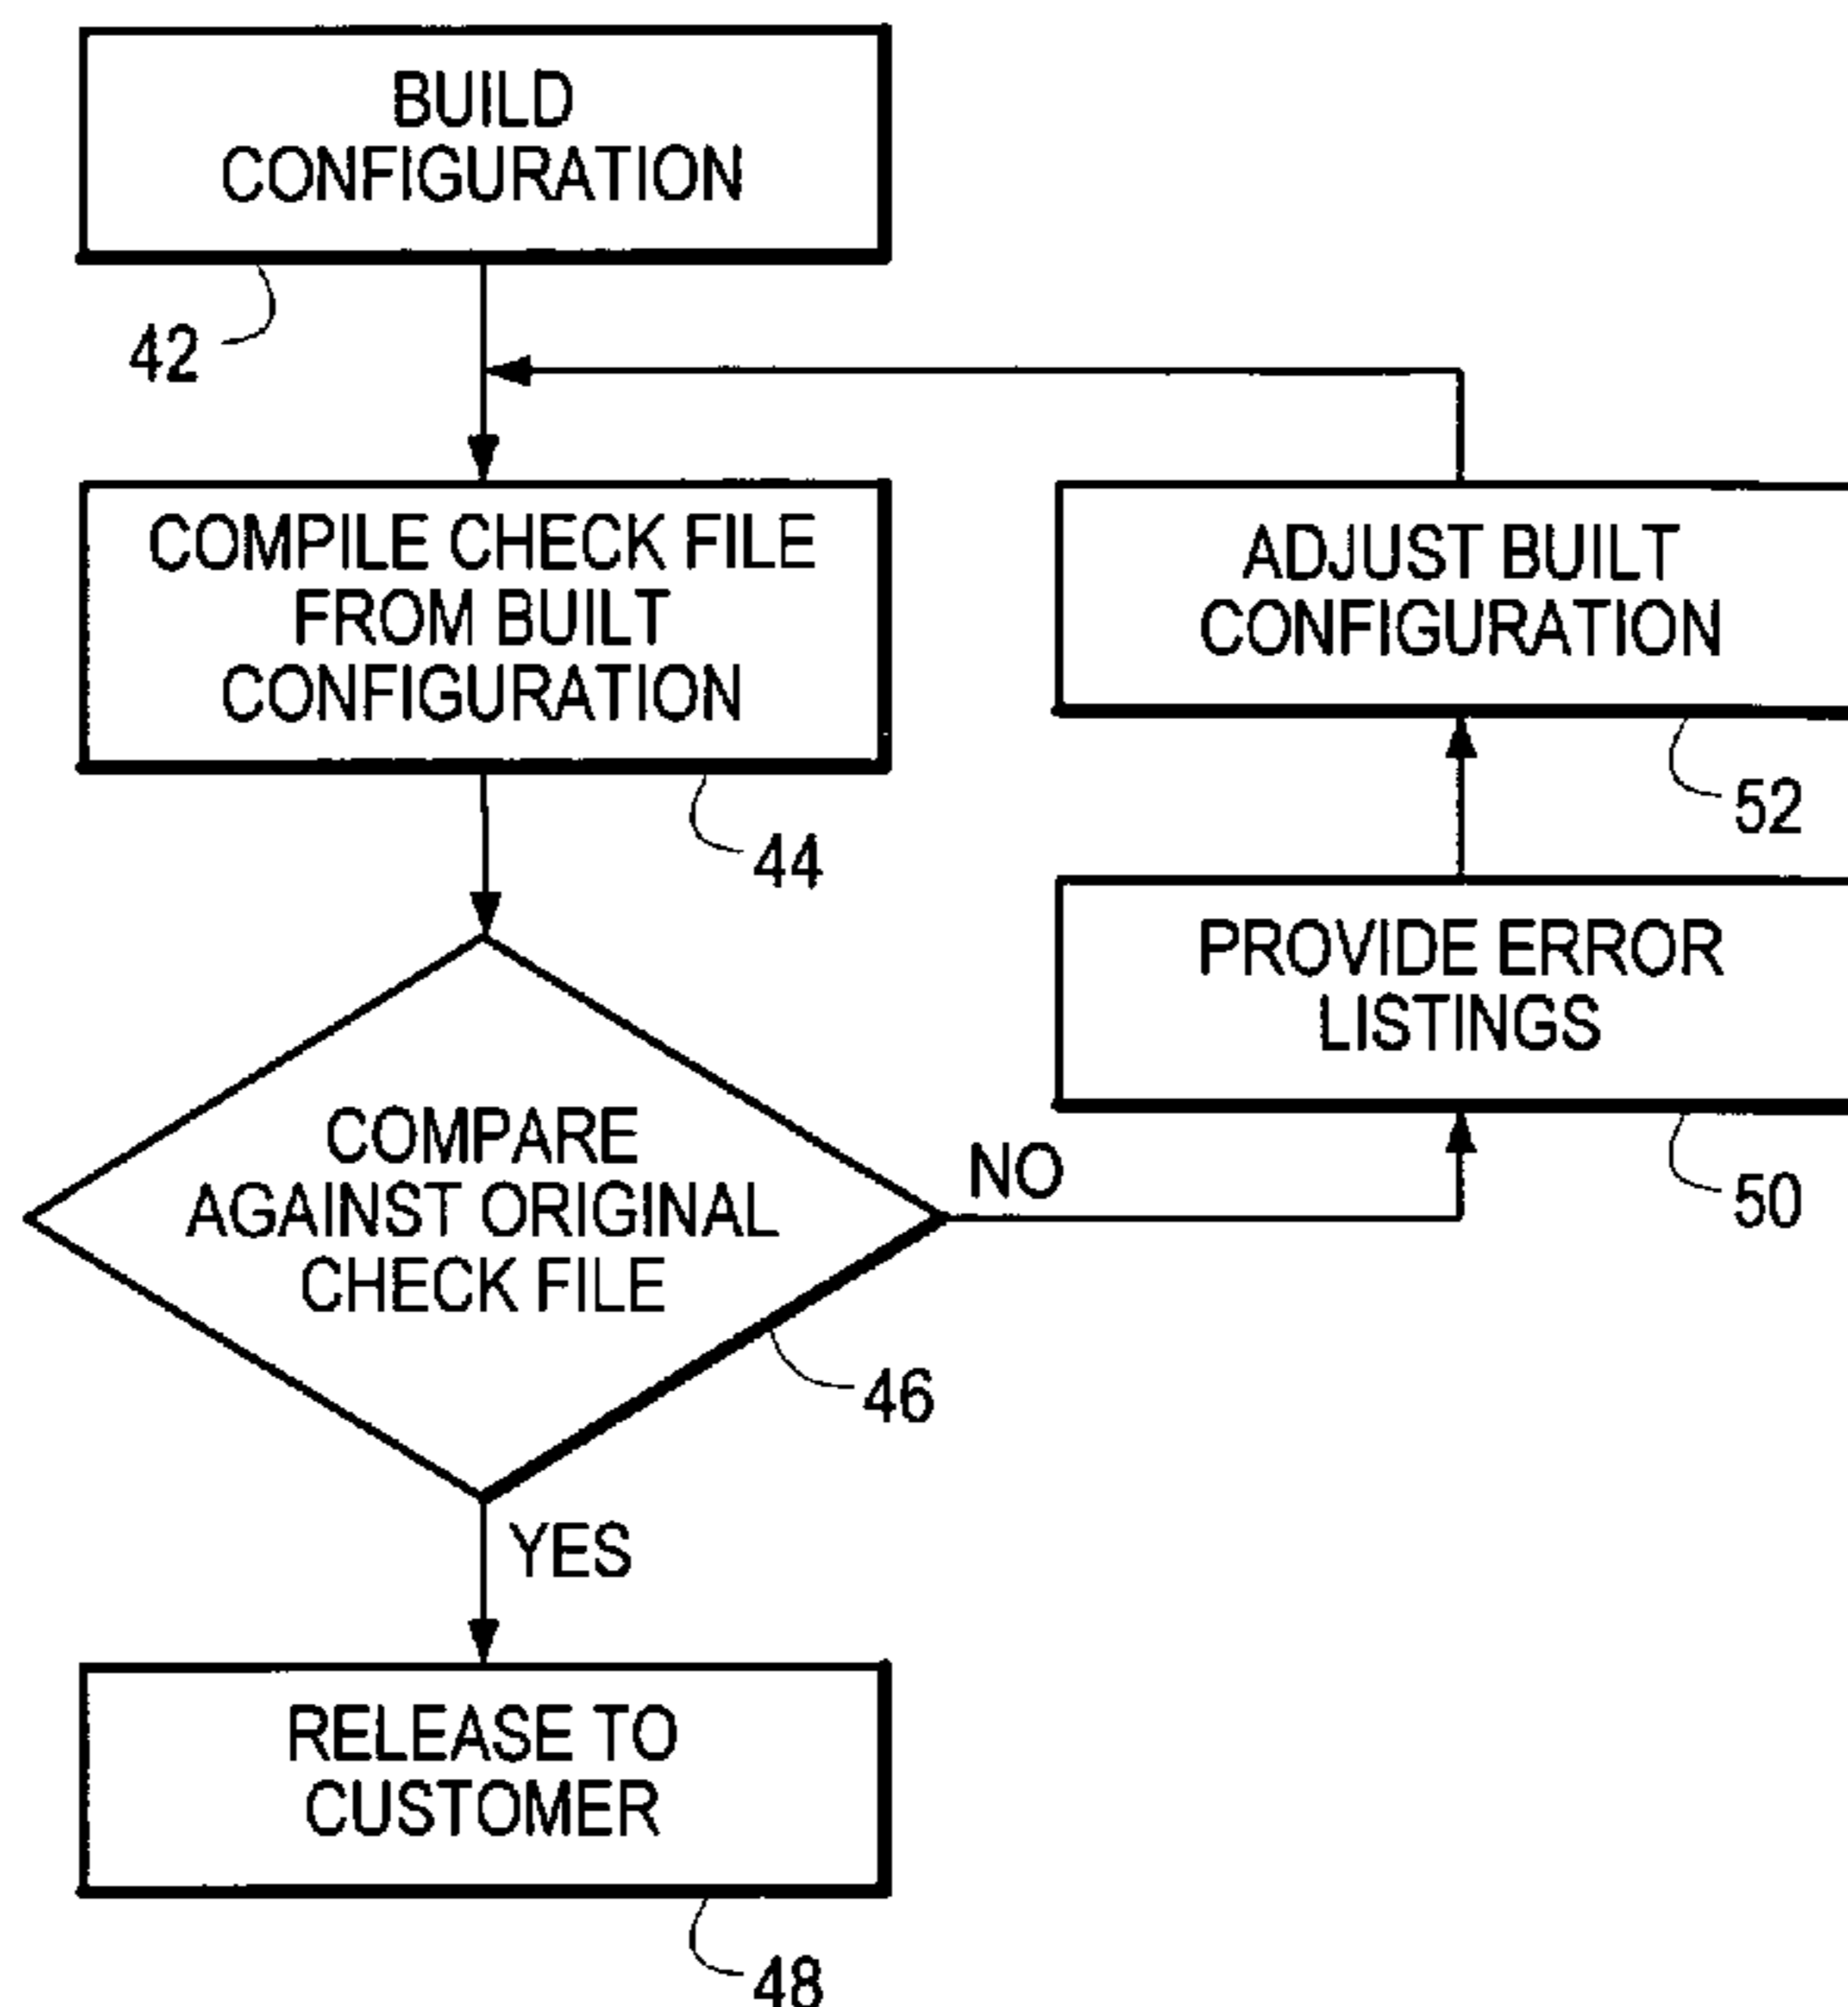 BUILD
CONFIGURATION
42
COMPILE CHECK FILE
FROM BUILT
CONFIGURATION
44
ADJUST BUILT
CONFIGURATION
52
PROVIDE ERROR
LISTINGS
50
COMPARE
AGAINST ORIGINAL
CHECK FILE
46
NO
YES
RELEASE TO
CUSTOMER
48